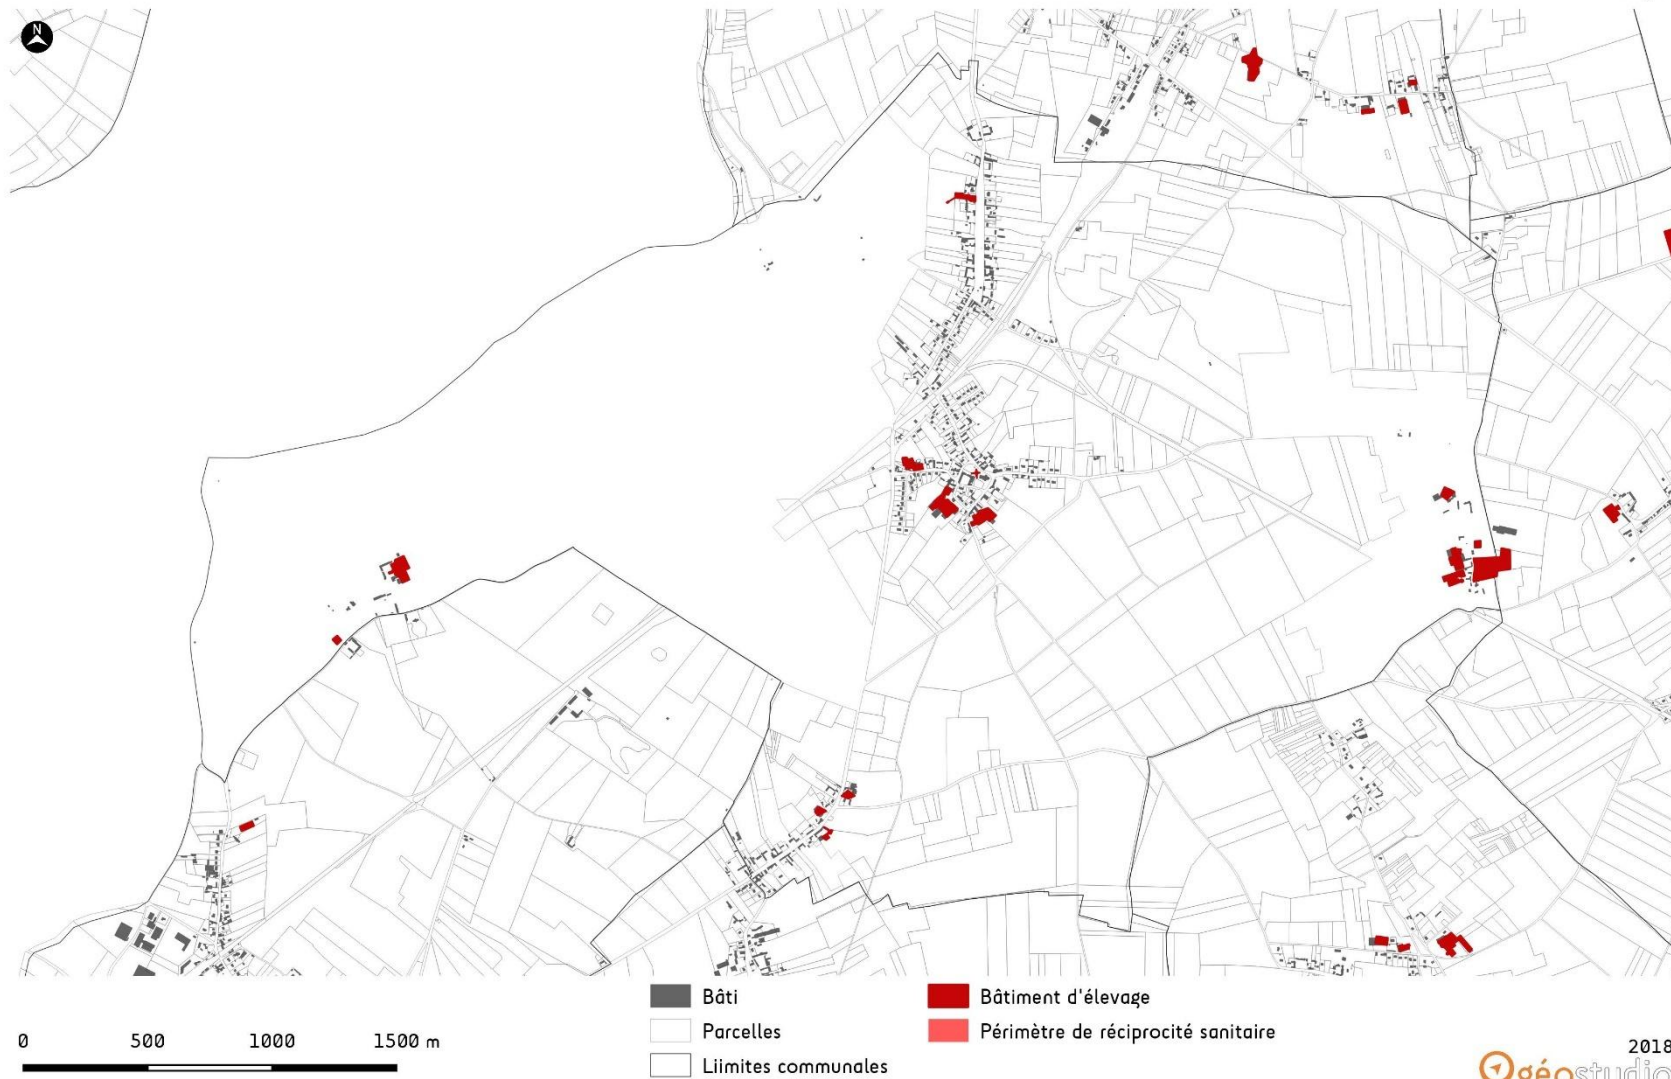 N
0 500 1000 1500 m
Bâti
Parcelles
Liimites communales
Bâtiment d'élevage
Périmètre de réciprocité sanitaire
2018
géostudio